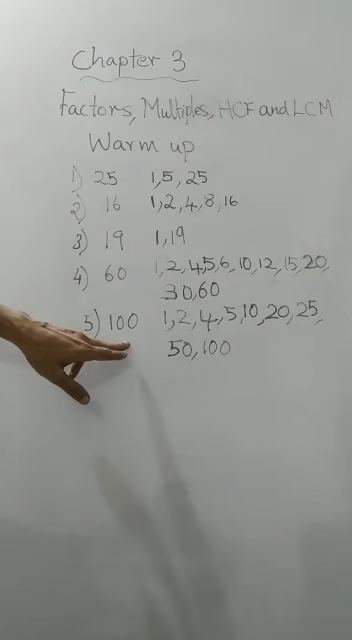 Chapter 3
Factors, Multiples, HCF and LCM
Warm up
1) 25 1, 5, 25
2) 16 1, 2, 4, 8, 16
3) 19 1, 19
4) 60 1, 2, 4, 5, 6, 10, 12, 15, 20,
30, 60
5) 100 1, 2, 4, 5, 10, 20, 25,
50, 100